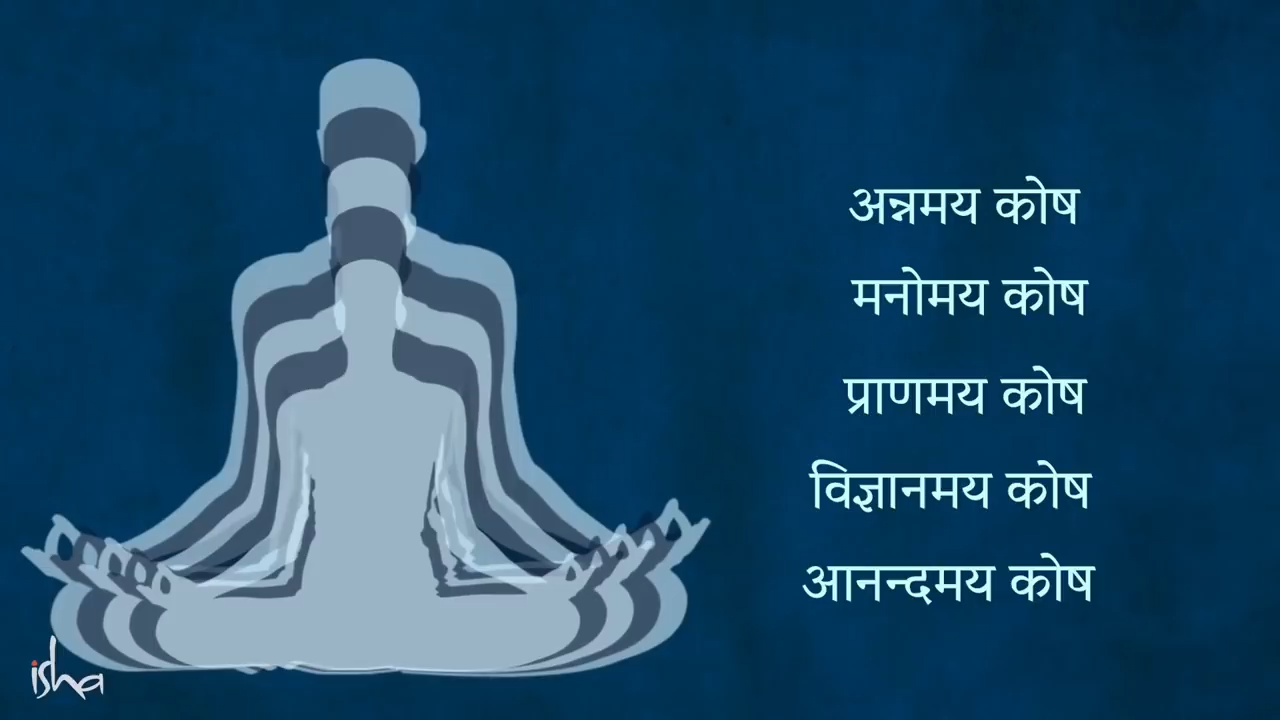 अन्नमय कोष
मनोमय कोष
प्राणमय कोष
विज्ञानमय कोष
आनन्दमय कोष
isha